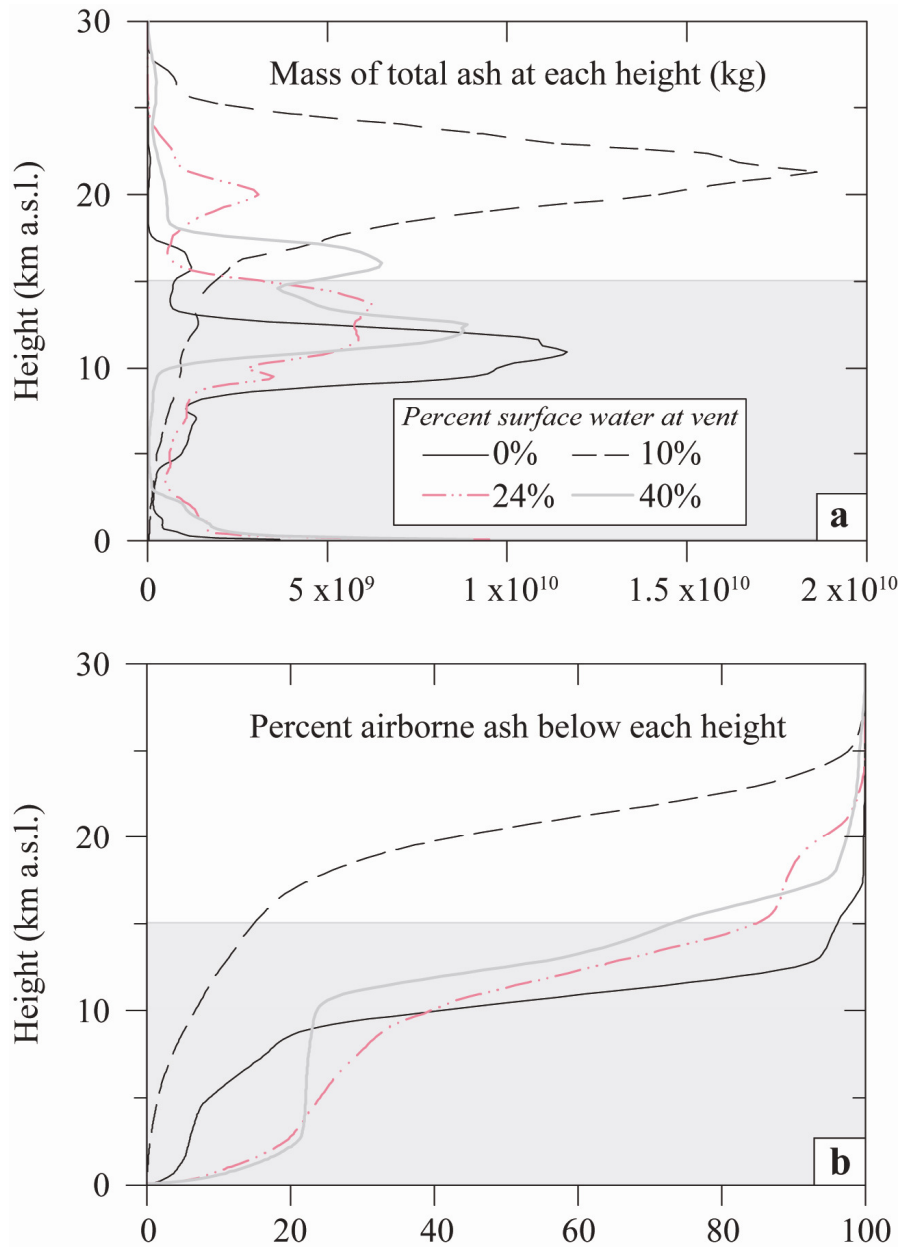 30
Mass of total ash at each height (kg)
20
Height (km a.s.l.)
10
Percent surface water at vent
0% 10%
24% 40%
a
0
0 5 x10⁹ 1 x10¹⁰ 1.5 x10¹⁰ 2 x10¹⁰
30
Percent airborne ash below each height
20
Height (km a.s.l.)
10
b
0
0 20 40 60 80 100